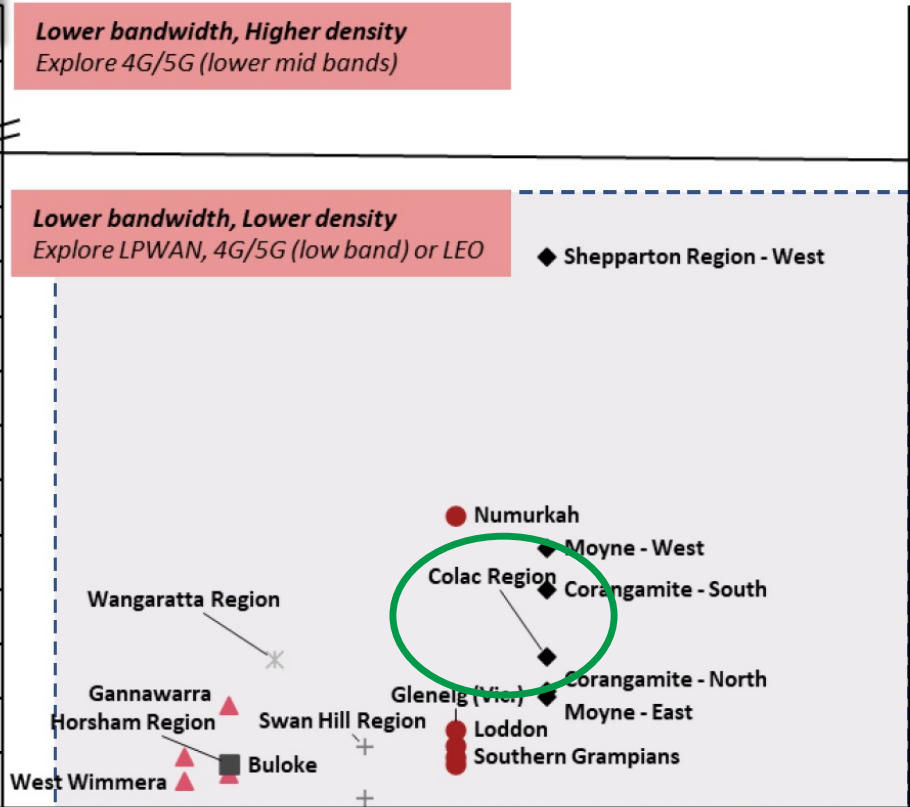 Lower bandwidth, Higher density
Explore 4G/5G (lower mid bands)
Lower bandwidth, Lower density
Explore LPWAN, 4G/5G (low band) or LEO
Shepparton Region - West
Numurkah
Moyne - West
Colac Region
Corangamite - South
Wangaratta Region
Corangamite - North
Gannawarra
Glenelg (Vic.)
Moyne - East
Horsham Region
Swan Hill Region
Loddon
Southern Grampians
Buloke
West Wimmera